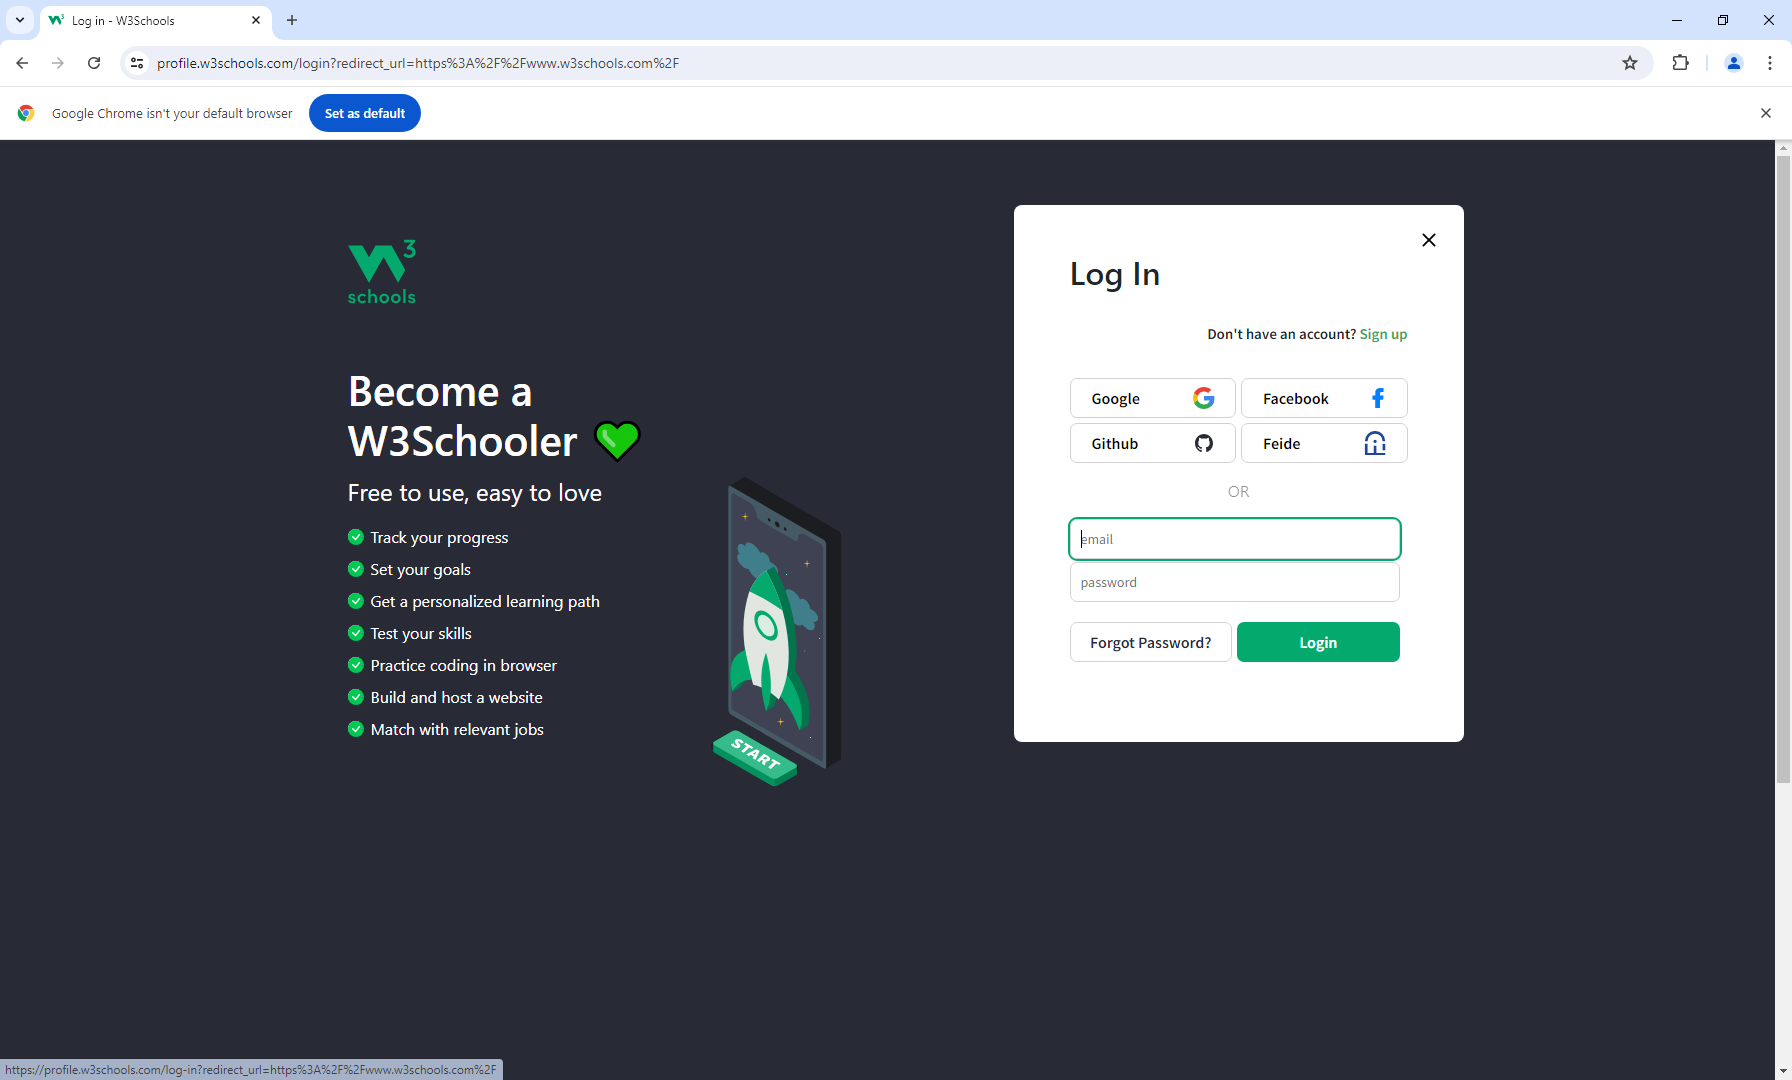 Log in - W3Schools
profile.w3schools.com/login?redirect_url=https%3A%2F%2Fwww.w3schools.com%2F
Google Chrome isn't your default browser
Set as default
W3
schools
Become a
W3Schooler
Free to use, easy to love
Track your progress
Set your goals
Get a personalized learning path
Test your skills
Practice coding in browser
Build and host a website
Match with relevant jobs
START
Log In
Don't have an account? Sign up
Google
Facebook
Github
Feide
OR
email
password
Forgot Password?
Login
https://profile.w3schools.com/log-in?redirect_url=https%3A%2F%2Fwww.w3schools.com%2F